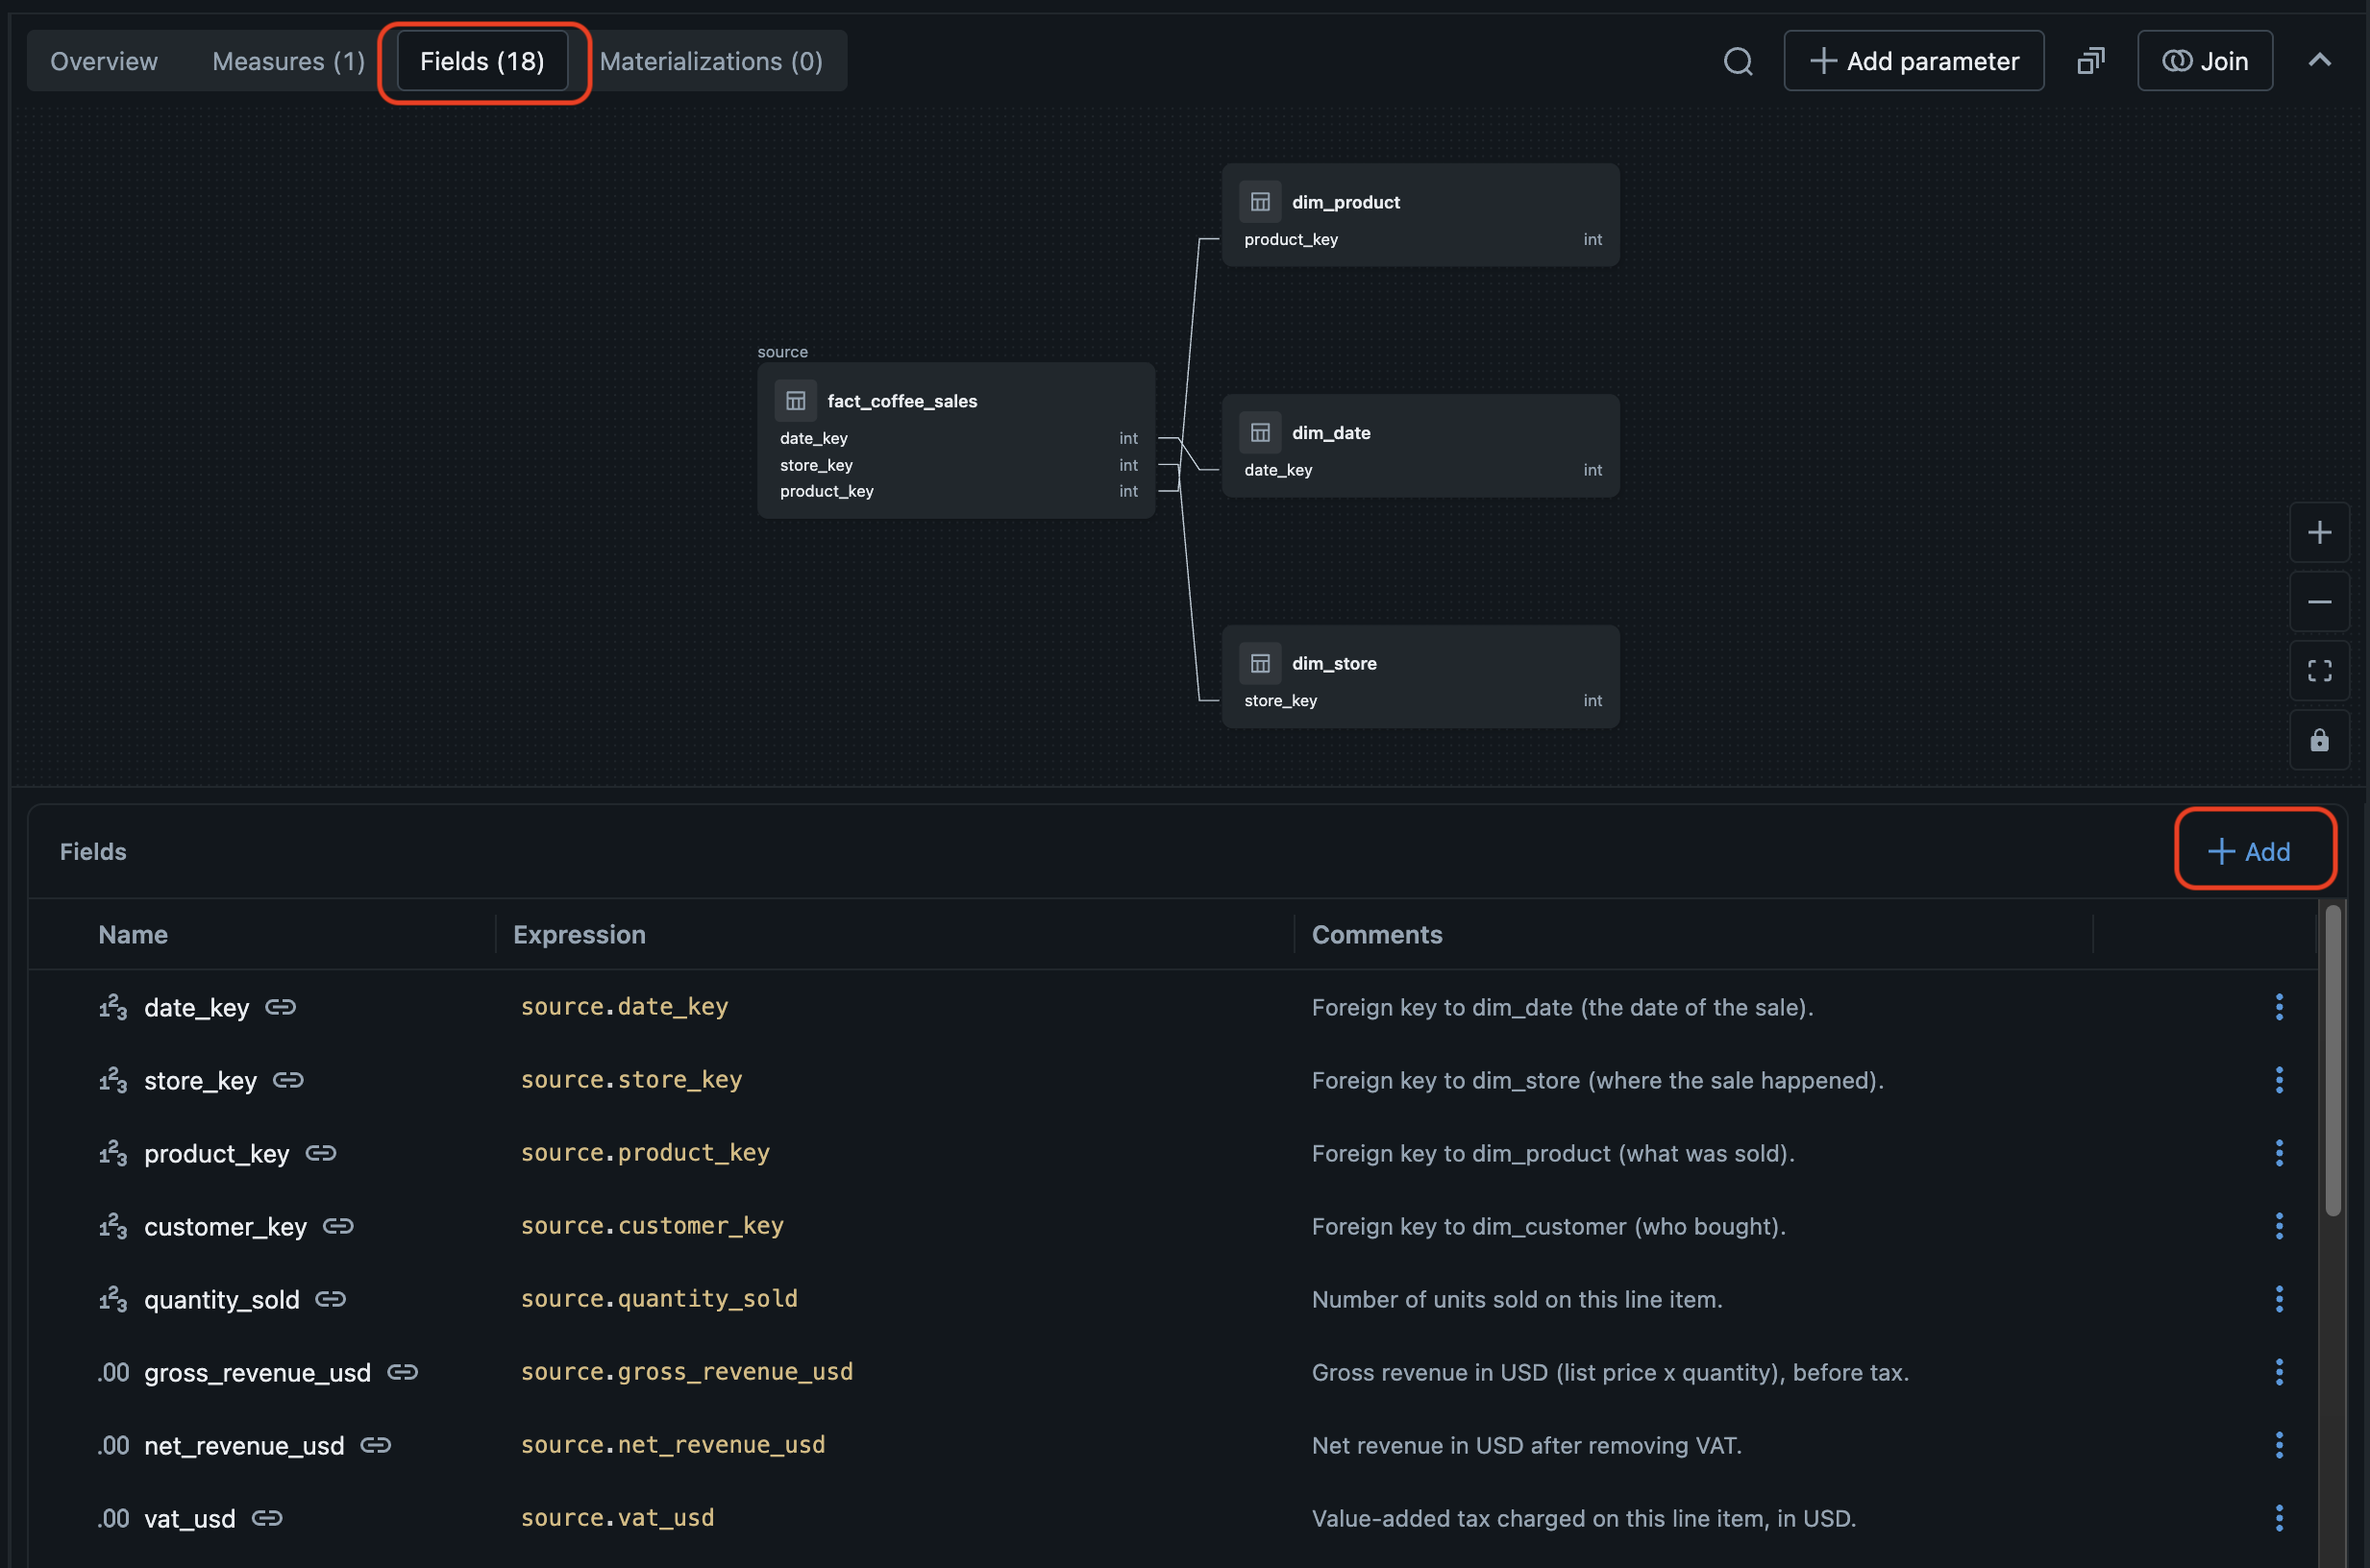 Overview Measures (1) Fields (18) Materializations (0) Add parameter Join
dim_product
product_key int
source
fact_coffee_sales
date_key int
store_key int
product_key int
dim_date
date_key int
dim_store
store_key int
Fields + Add
Name Expression Comments
123 date_key source.date_key Foreign key to dim_date (the date of the sale).
123 store_key source.store_key Foreign key to dim_store (where the sale happened).
123 product_key source.product_key Foreign key to dim_product (what was sold).
123 customer_key source.customer_key Foreign key to dim_customer (who bought).
123 quantity_sold source.quantity_sold Number of units sold on this line item.
.00 gross_revenue_usd source.gross_revenue_usd Gross revenue in USD (list price x quantity), before tax.
.00 net_revenue_usd source.net_revenue_usd Net revenue in USD after removing VAT.
.00 vat_usd source.vat_usd Value-added tax charged on this line item, in USD.